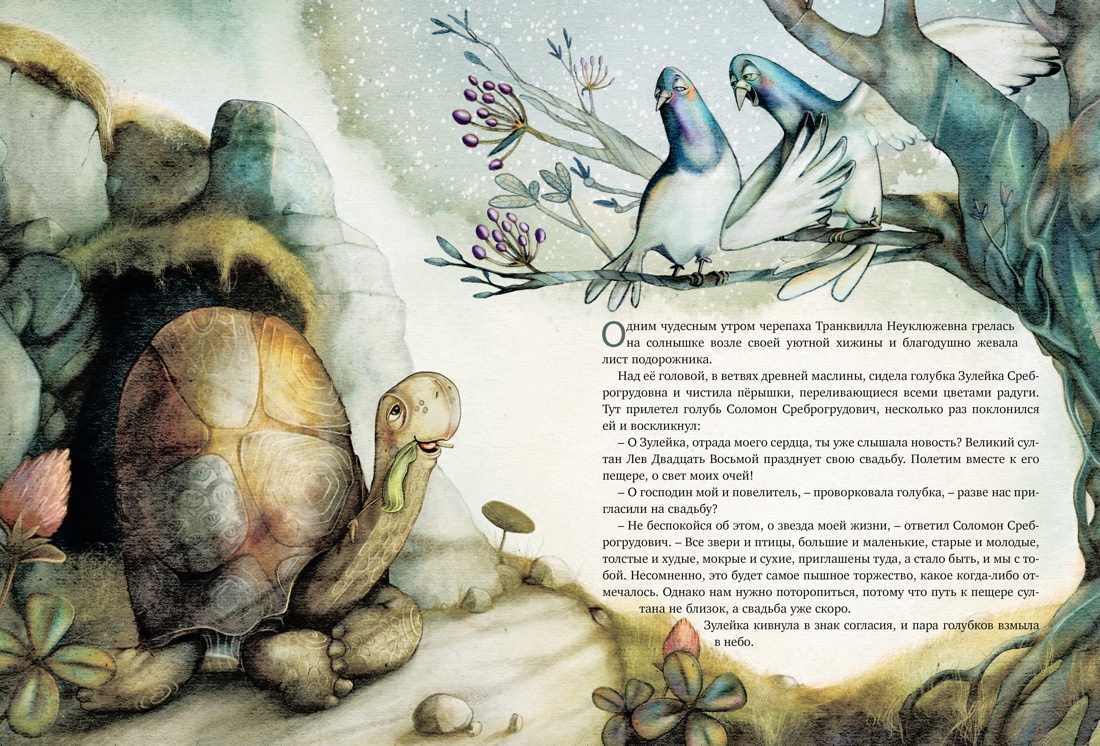 Одним чудесным утром черепаха Транквилла Неуклюжевна грелась
на солнышке возле своей уютной хижины и благодушно жевала
лист подорожника.
Над её головой, в ветвях древней маслины, сидела голубка Зулейка Среб-
рогрудовна и чистила пёрышки, переливающиеся всеми цветами радуги.
Тут прилетел голубь Соломон Среброгрудович, несколько раз поклонился
ей и воскликнул:
– О Зулейка, отрада моего сердца, ты уже слышала новость? Великий сул-
тан Лев Двадцать Восьмой празднует свою свадьбу. Полетим вместе к его
пещере, о свет моих очей!
– О господин мой и повелитель, – проворковала голубка, – разве нас при-
гласили на свадьбу?
– Не беспокойся об этом, о звезда моей жизни, – ответил Соломон Среб-
рогрудович. – Все звери и птицы, большие и маленькие, старые и молодые,
толстые и худые, мокрые и сухие, приглашены туда, а стало быть, и мы с то-
бой. Несомненно, это будет самое пышное торжество, какое когда-либо от-
мечалось. Однако нам нужно поторопиться, потому что путь к пещере сул-
тана не близок, а свадьба уже скоро.
Зулейка кивнула в знак согласия, и пара голубков взмыла
в небо.